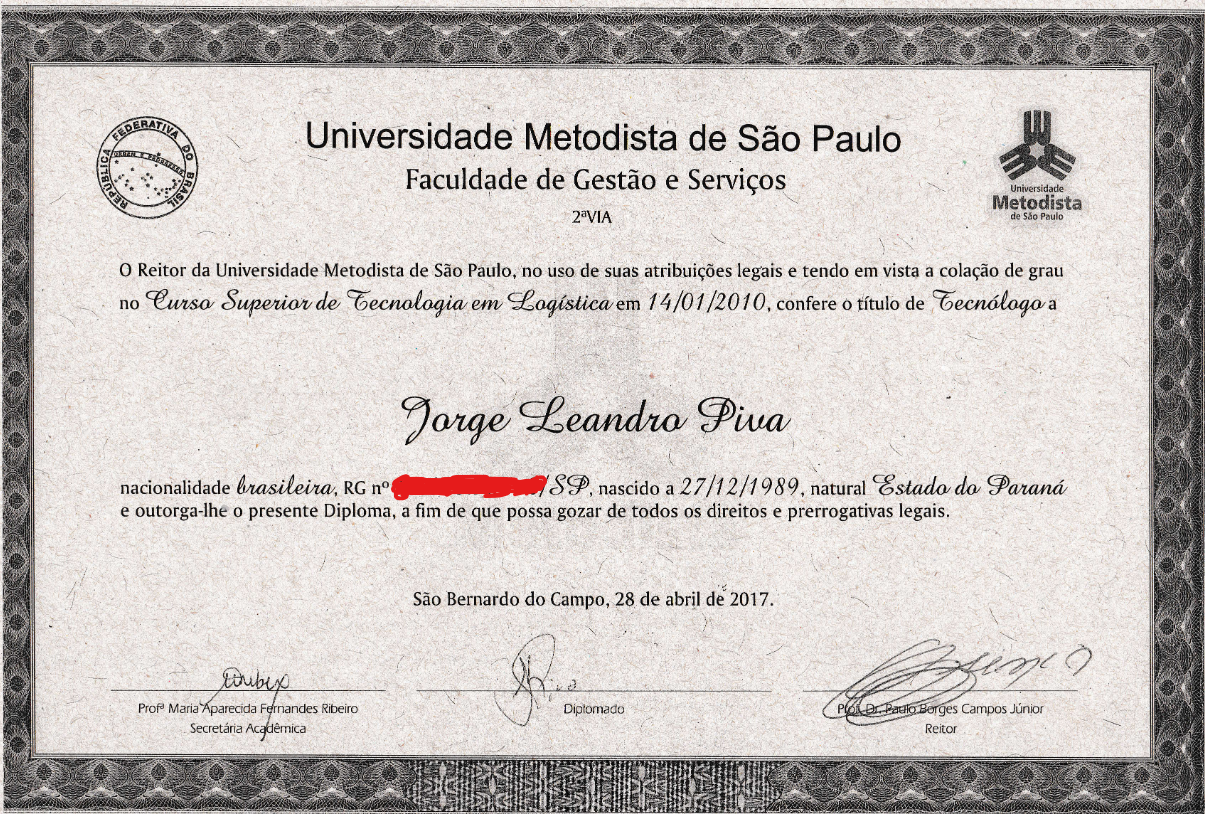 REPÚBLICA FEDERATIVA DO BRASIL
ORDEM E PROGRESSO
Universidade Metodista de São Paulo
Faculdade de Gestão e Serviços
2ªVIA
Universidade
Metodista
de São Paulo
O Reitor da Universidade Metodista de São Paulo, no uso de suas atribuições legais e tendo em vista a colação de grau
no Curso Superior de Tecnologia em Logística em 14/01/2010, confere o título de Tecnólogo a
Jorge Leandro Piva
nacionalidade brasileira, RG nº /SP, nascido a 27/12/1989, natural Estado do Paraná
e outorga-lhe o presente Diploma, a fim de que possa gozar de todos os direitos e prerrogativas legais.
São Bernardo do Campo, 28 de abril de 2017.
Profª Maria Aparecida Fernandes Ribeiro
Secretária Acadêmica
Diplomado
Prof. Dr. Paulo Borges Campos Júnior
Reitor